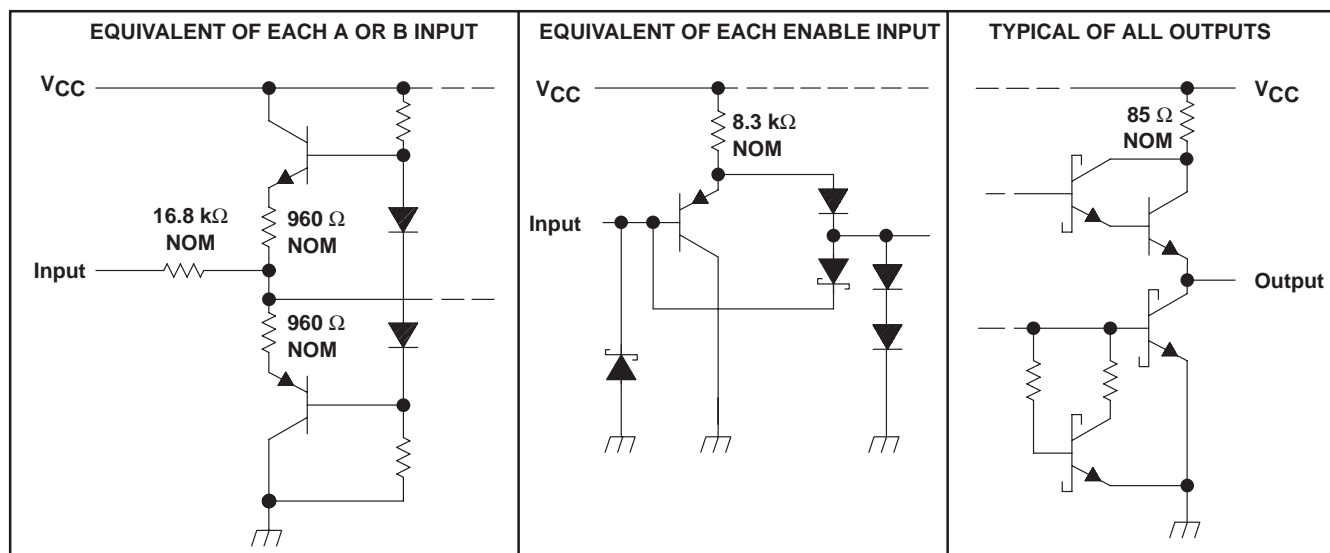 EQUIVALENT OF EACH A OR B INPUT
VCC
16.8 kΩ
NOM
960 Ω
NOM
Input
960 Ω
NOM
EQUIVALENT OF EACH ENABLE INPUT
VCC
8.3 kΩ
NOM
Input
TYPICAL OF ALL OUTPUTS
VCC
85 Ω
NOM
Output